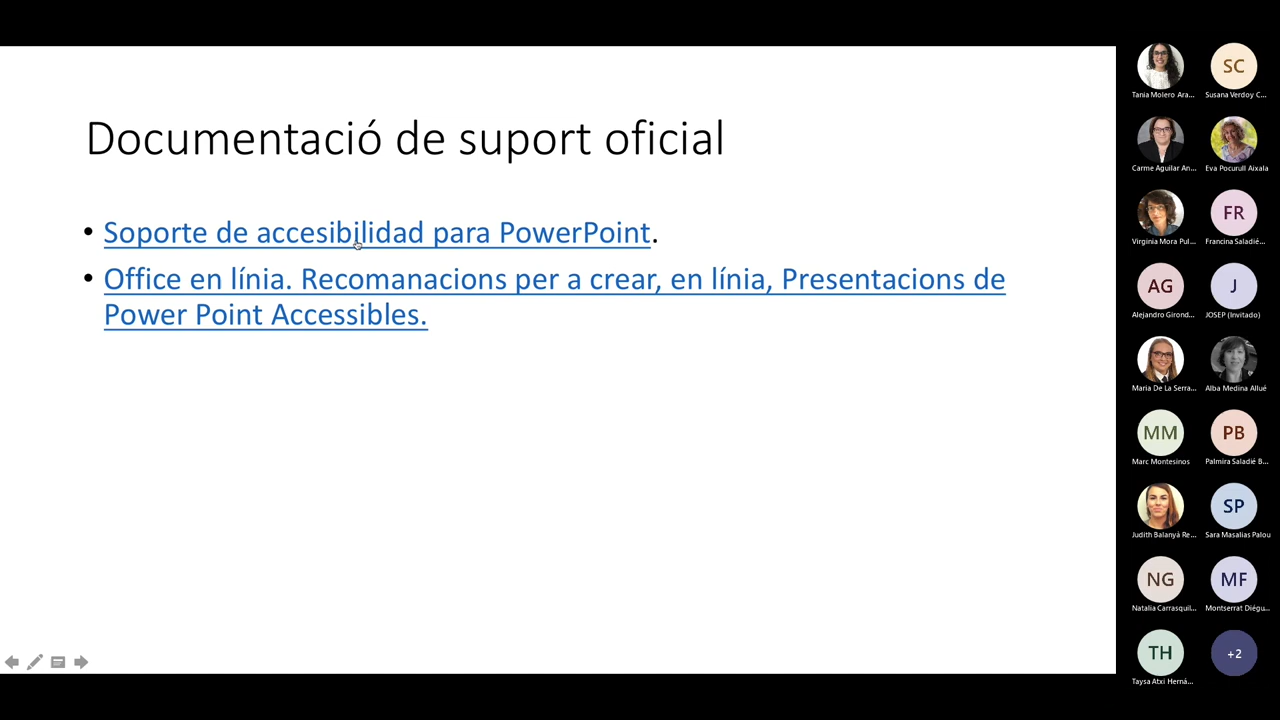 Documentació de suport oficial
• Soporte de accesibilidad para PowerPoint.
• Office en línia. Recomanacions per a crear, en línia, Presentacions de
Power Point Accessibles.
Tania Molero Ara...
SC
Susana Verdoy C...
Carme Aguilar An...
Eva Pocurull Aixala
Virginia Mora Pul...
FR
Francina Saladié...
AG
Alejandro Girond...
J
JOSEP (Invitado)
Maria De La Serra...
Alba Medina Allué
MM
Marc Montesinos
PB
Palmira Saladié B...
Judith Balanyà Re...
SP
Sara Masalias Palou
NG
Natalia Carrasquil...
MF
Montserrat Diégu...
TH
Taysa Atxi Herná...
+2